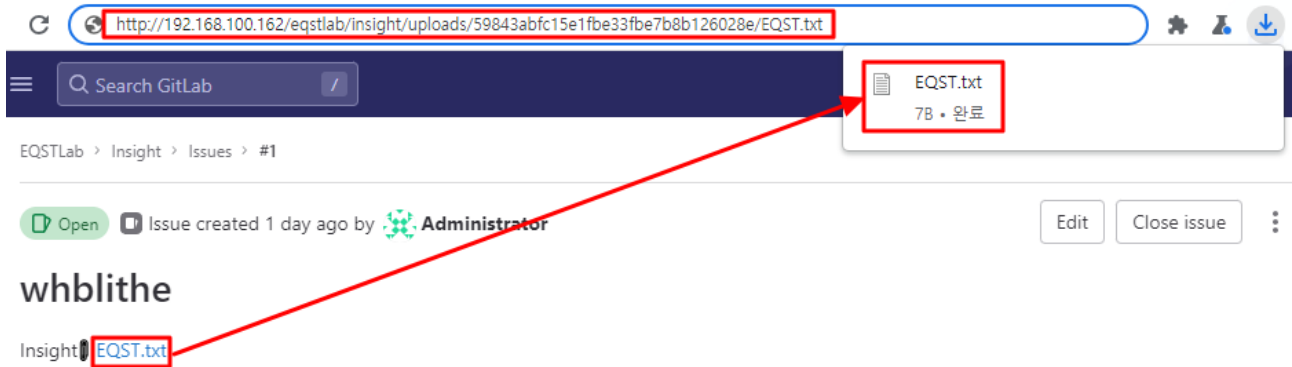 http://192.168.100.162/eqstlab/insight/uploads/59843abfc15e1fbe33fbe7b8b126028e/EQST.txt
Search GitLab /
EQST.txt
7B • 완료
EQSTLab > Insight > Issues > #1
Open Issue created 1 day ago by Administrator Edit Close issue
whblithe
Insight EQST.txt